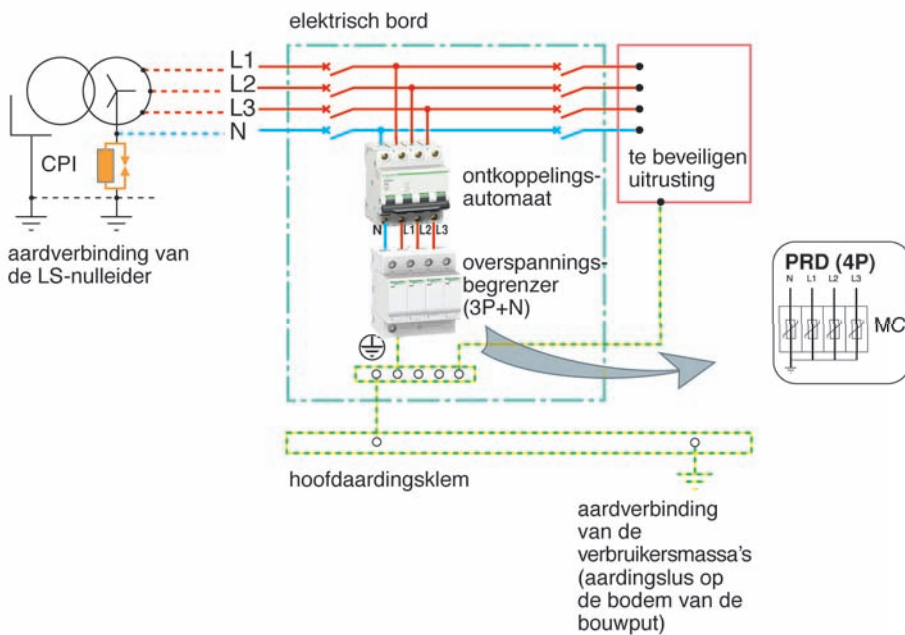 elektrisch bord
L1
L2
L3
N
CPI
aardverbinding van
de LS-nulleider
ontkoppelings-
automaat
N L1 L2 L3
overspannings-
begrenzer
(3P+N)
te beveiligen
uitrusting
PRD (4P)
N L1 L2 L3
MC
hoofdaardingsklem
aardverbinding
van de
verbruikersmassa's
(aardingslus op
de bodem van de
bouwput)